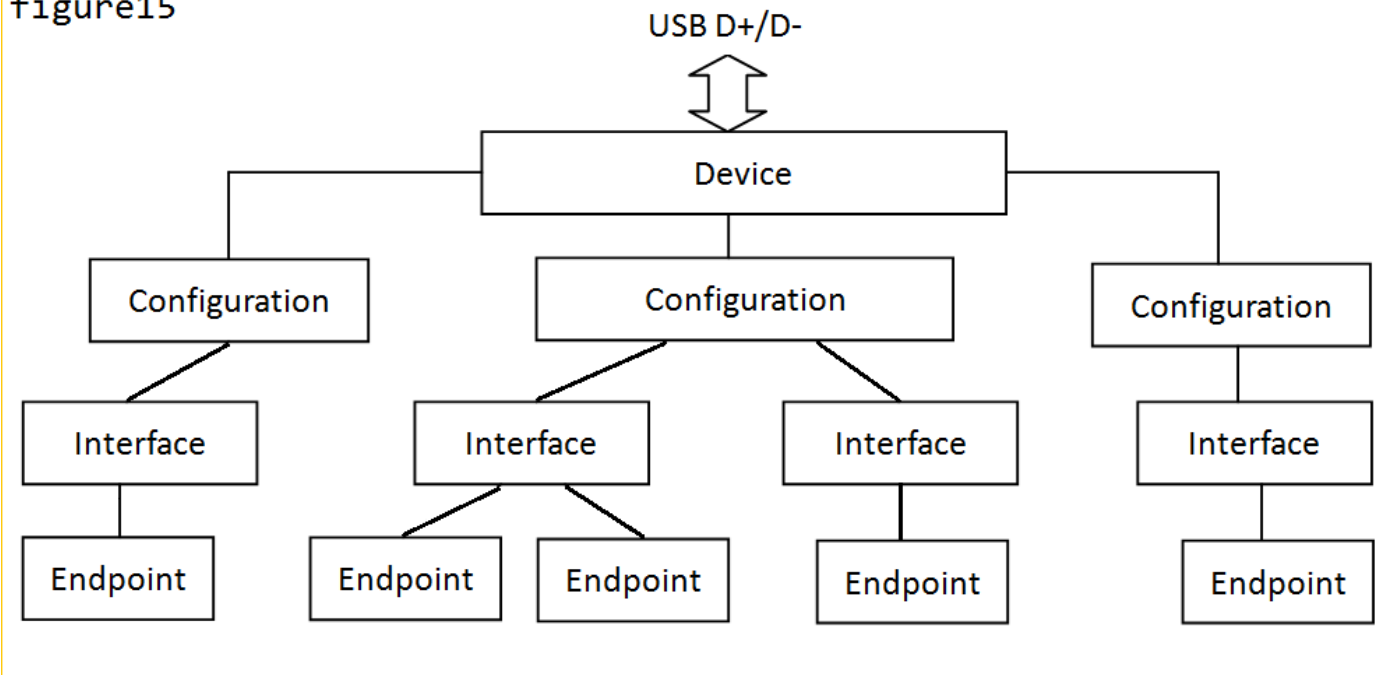 figure15
USB D+/D-
Device
Configuration
Configuration
Configuration
Interface
Interface
Interface
Interface
Endpoint
Endpoint
Endpoint
Endpoint
Endpoint